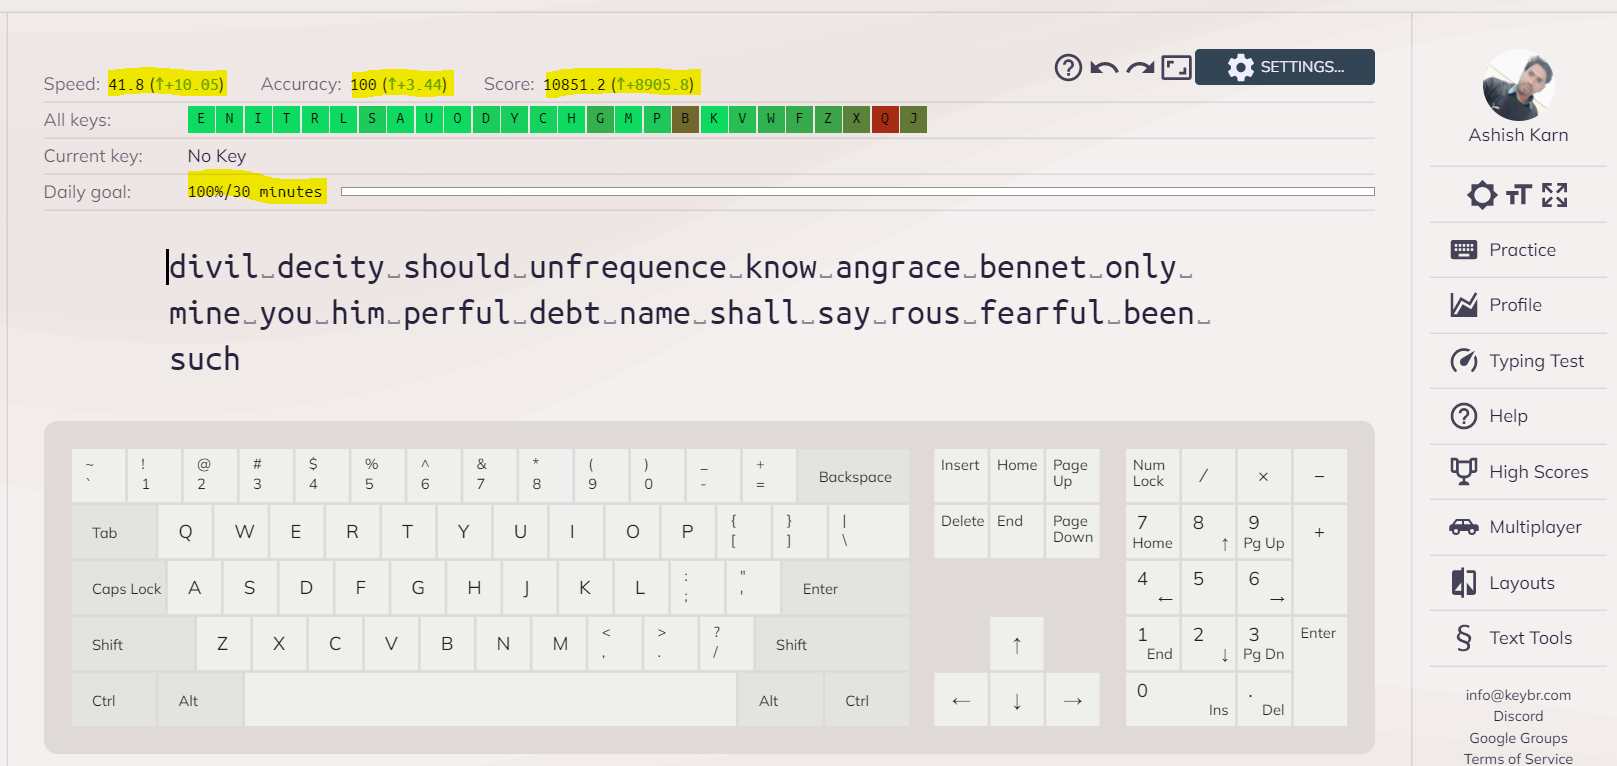 Speed: 41.8 (↑+10.05) Accuracy: 100 (↑+3.44) Score: 10851.2 (↑+8905.8)
SETTINGS...
All keys: E N I T R L S A U O D Y C H G M P B K V W F Z X Q J
Current key: No Key
Daily goal: 100%/30 minutes
divil␣decity␣should␣unfrequence␣know␣angrace␣bennet␣only␣
mine␣you␣him␣perful␣debt␣name␣shall␣say␣rous␣fearful␣been␣
such
~ ! @ # $ % ^ & * ( ) _ +
` 1 2 3 4 5 6 7 8 9 0 - = Backspace
Tab Q W E R T Y U I O P { [ } ] | \
Caps Lock A S D F G H J K L : ; " ' Enter
Shift Z X C V B N M < , > . ? / Shift
Ctrl Alt Alt Ctrl
Insert Home Page Up
Delete End Page Down
↑
← ↓ →
Num Lock / × −
7 Home 8 ↑ 9 Pg Up +
4 ← 5 6 →
1 End 2 ↓ 3 Pg Dn Enter
0 Ins . Del
Ashish Karn
TT
Practice
Profile
Typing Test
Help
High Scores
Multiplayer
Layouts
§ Text Tools
info@keybr.com
Discord
Google Groups
Terms of Service